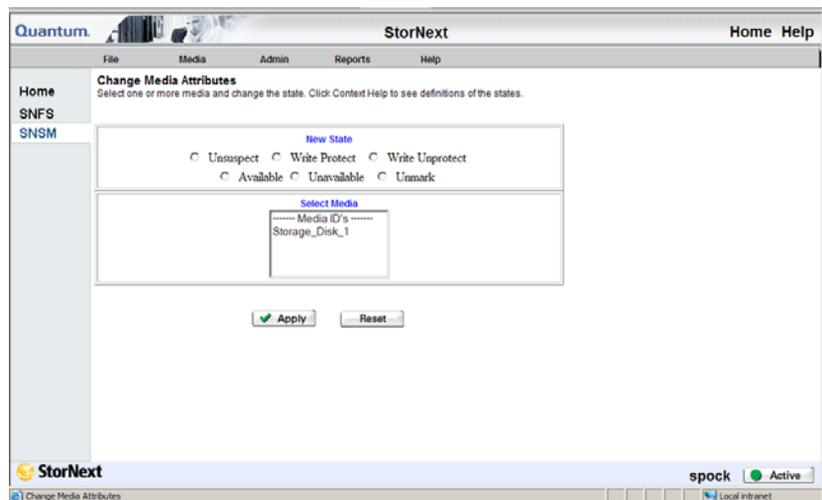 Quantum. StorNext Home Help
File Media Admin Reports Help
Home
SNFS
SNSM
Change Media Attributes
Select one or more media and change the state. Click Context Help to see definitions of the states.
New State
Unsuspect Write Protect Write Unprotect
Available Unavailable Unmark
Select Media
------- Media ID's -------
Storage_Disk_1
Apply Reset
StorNext spock Active
Change Media Attributes Local intranet